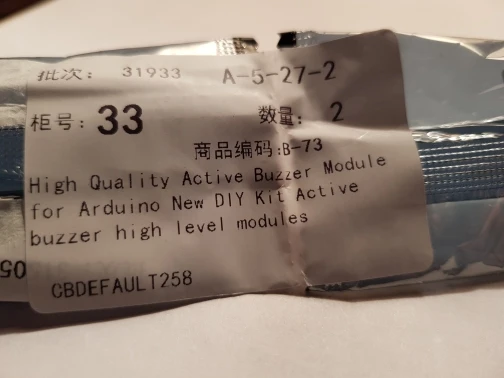 批次: 31933 A-5-27-2
柜号: 33 数量: 2
商品编码:B-73
High Quality Active Buzzer Module
for Arduino New DIY Kit Active
buzzer high level modules
CBDEFAULT258